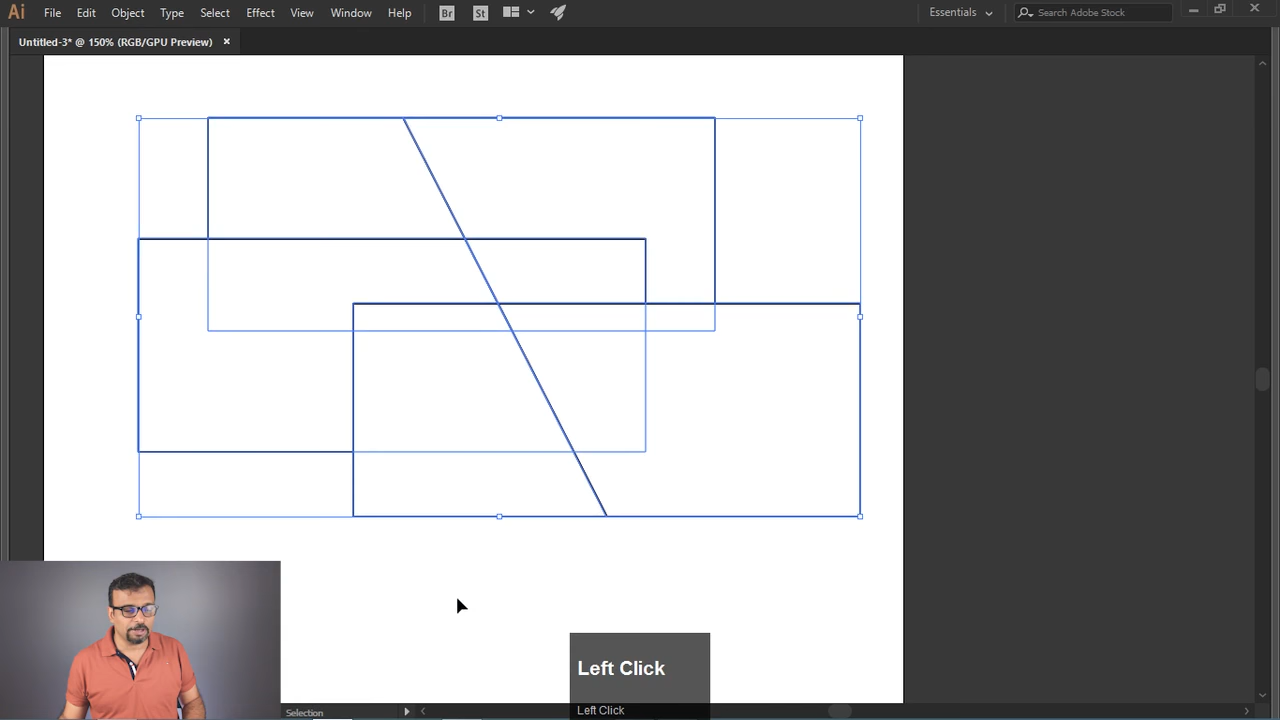 Ai File Edit Object Type Select Effect View Window Help Br St Essentials Search Adobe Stock
Untitled-3* @ 150% (RGB/GPU Preview)
Left Click
Left Click
Selection